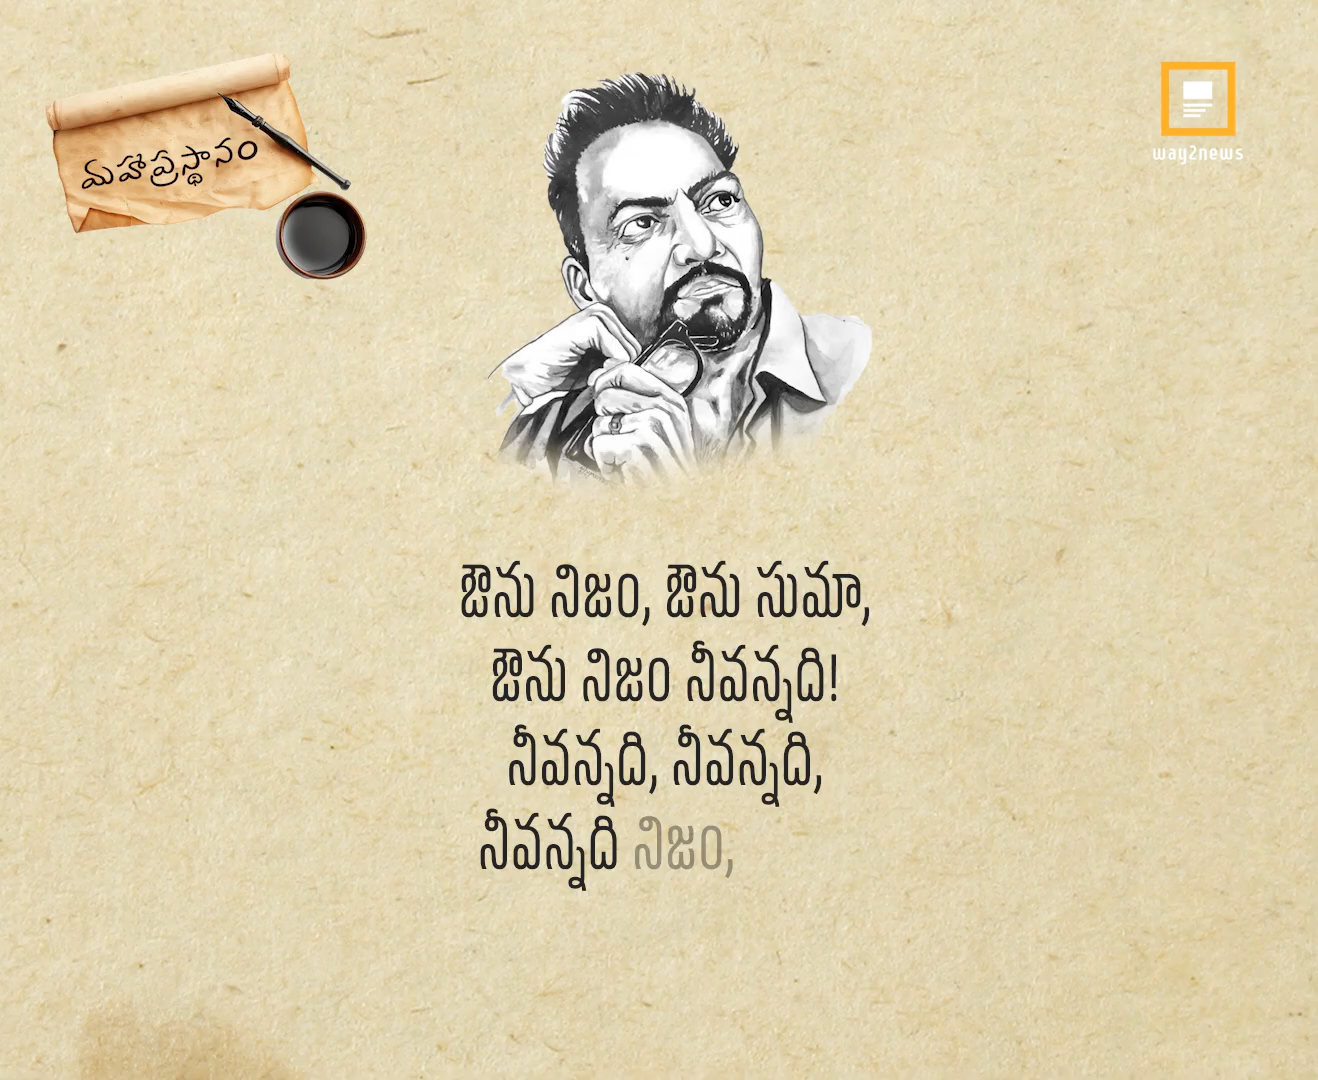 మహాప్రస్థానం
way2news
ఔను నిజం, ఔను సుమా,
ఔను నిజం నీవన్నది!
నీవన్నది, నీవన్నది,
నీవన్నది నిజం,